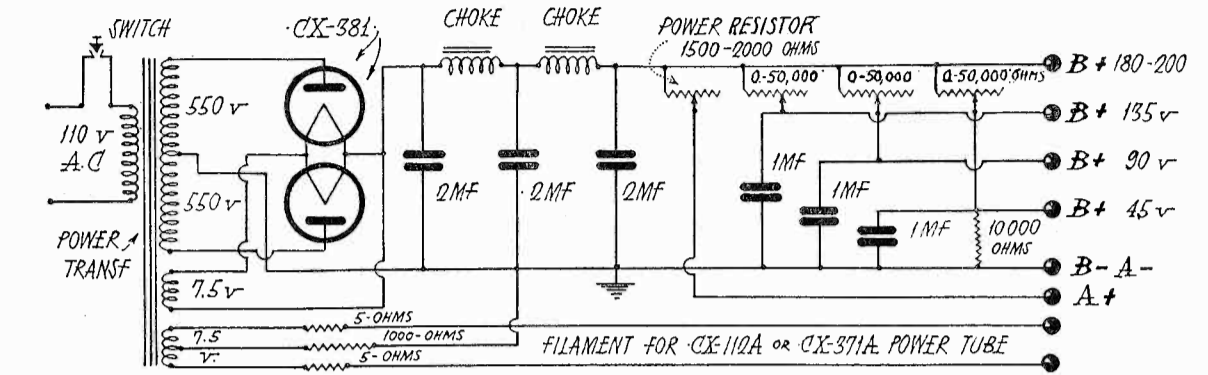 SWITCH
CX-381
CHOKE
CHOKE
POWER RESISTOR
1500-2000 OHMS
0-50,000
0-50,000
0-50,000 OHMS
B+ 180-200
550 v
110 v
A.C
B+ 135 v
1MF
B+ 90 v
2MF
2MF
2MF
1MF
550 v
B+ 45 v
1MF
10000
OHMS
POWER
TRANSF
B- A-
7.5 v
A+
5-OHMS
7.5
v.
1000-OHMS
5-OHMS
FILAMENT FOR CX-112A OR CX-371A POWER TUBE